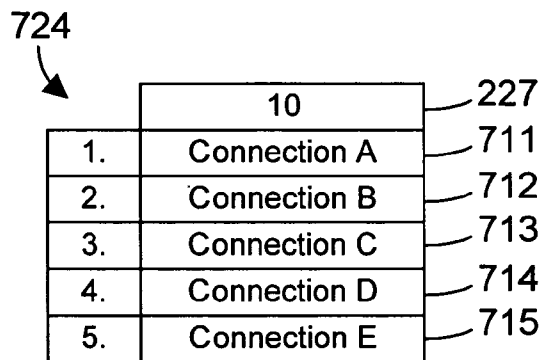 724
10 227
1. Connection A 711
2. Connection B 712
3. Connection C 713
4. Connection D 714
5. Connection E 715